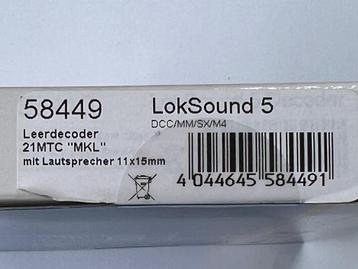 58449
LokSound 5
DCC/MM/SX/M4
Leerdecoder
21MTC "MKL"
mit Lautsprecher 11x15mm
4 044645 584491